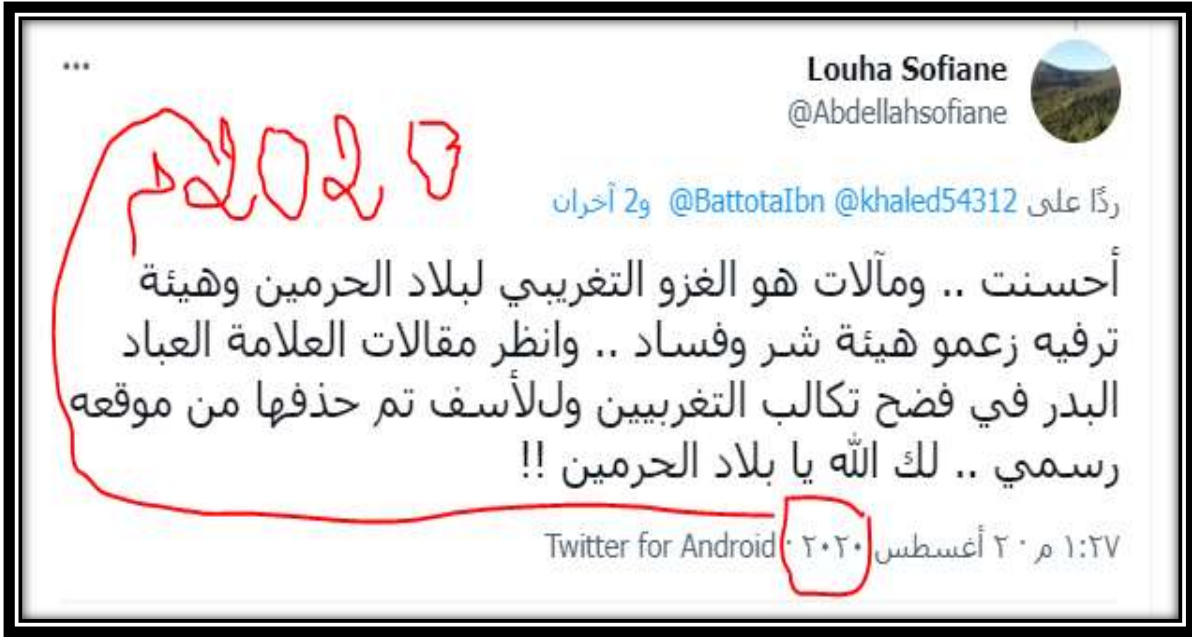 Louha Sofiane
@Abdellahsofiane
2020م
ردًا على @BattotaIbn @khaled54312 و2 آخران
أحسنت .. ومآلات هو الغزو التغريبي لبلاد الحرمين وهيئة
ترفيه زعمو هيئة شر وفساد .. وانظر مقالات العلامة العباد
البدر في فضح تكالب التغربيين وللأسف تم حذفها من موقعه
رسمي .. لك الله يا بلاد الحرمين !!
١:٢٧ م · ٢٠ أغسطس ٢٠٢٠ · Twitter for Android